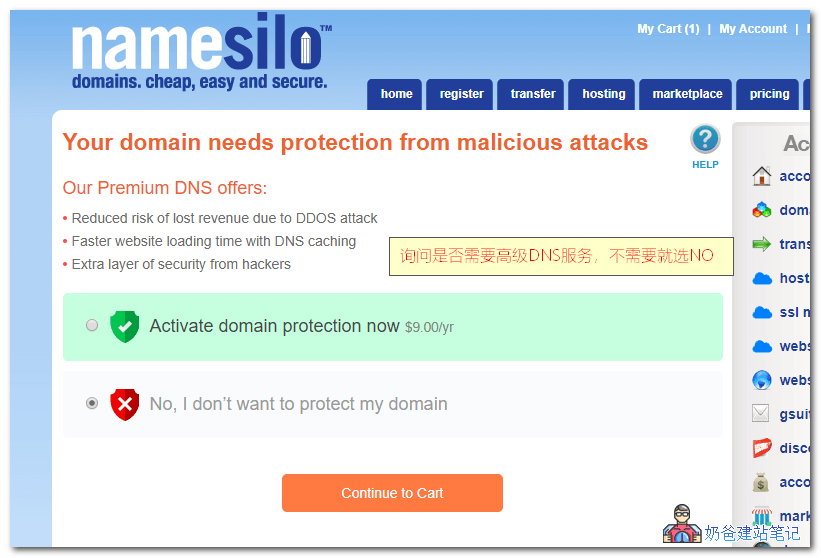 namesilo™
domains. cheap, easy and secure.
My Cart (1) | My Account |
home register transfer hosting marketplace pricing
Your domain needs protection from malicious attacks
HELP
Our Premium DNS offers:
• Reduced risk of lost revenue due to DDOS attack
• Faster website loading time with DNS caching
• Extra layer of security from hackers
询问是否需要高级DNS服务，不需要就选NO
Activate domain protection now $9.00/yr
No, I don’t want to protect my domain
Continue to Cart
Ac
acco
dom
trans
host
ssl m
webs
webs
gsuit
disco
acco
mark
奶爸建站笔记